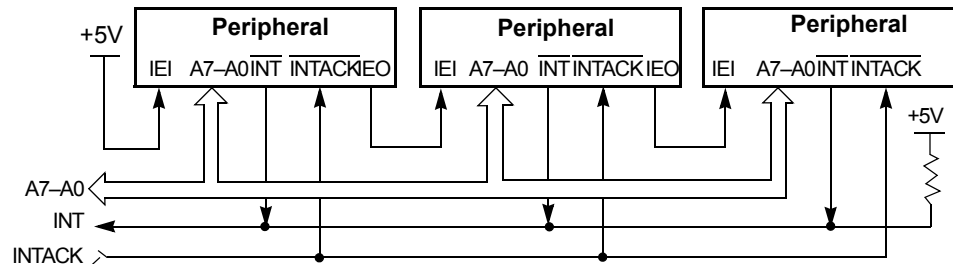 Peripheral Peripheral Peripheral
+5V
IEI A7–A0 INT INTACK IEO IEI A7–A0 INT INTACK IEO IEI A7–A0 INT INTACK
+5V
A7–A0
INT
INTACK